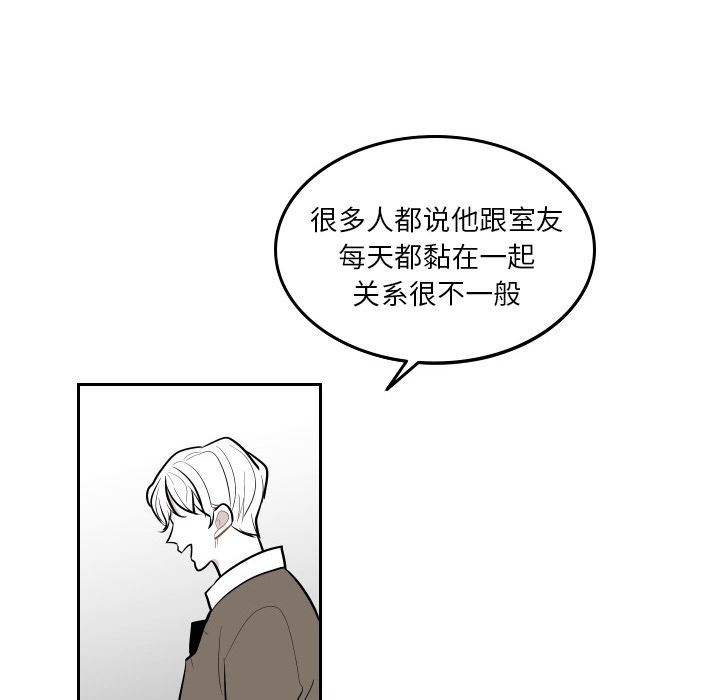 很多人都说他跟室友
每天都黏在一起
关系很不一般